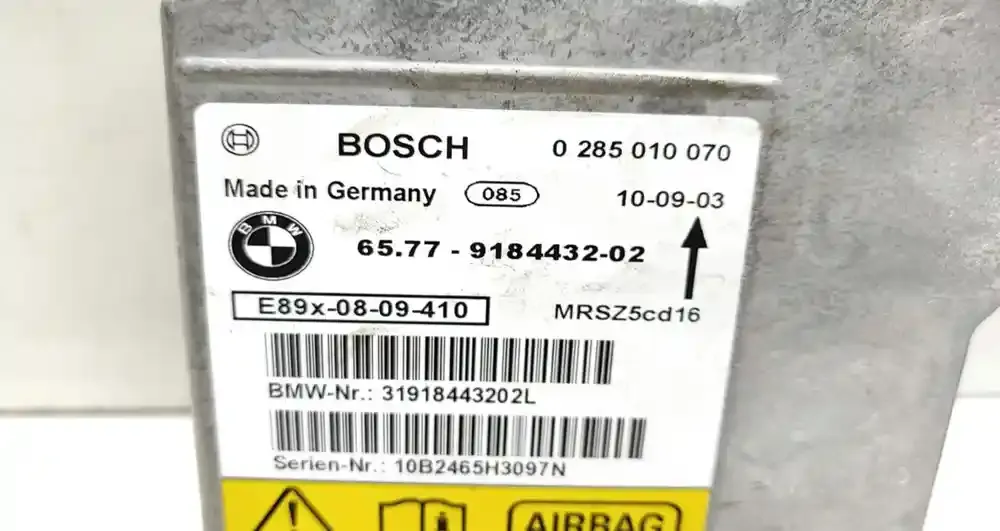 BOSCH 0 285 010 070
Made in Germany 085 10-09-03
BMW 65.77 - 9184432-02
E89x-08-09-410 MRSZ5cd16
BMW-Nr.: 31918443202L
Serien-Nr.: 10B2465H3097N
AIRBAG